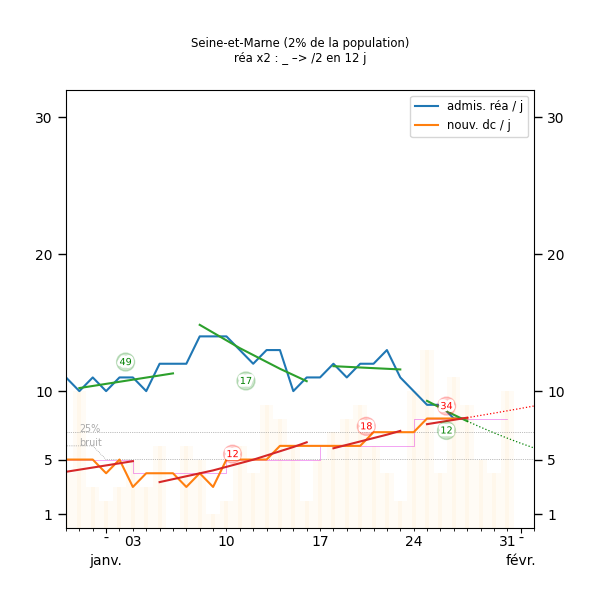 Seine-et-Marne (2% de la population)
réa x2 : _ –> /2 en 12 j
admis. réa / j
nouv. dc / j
30 30
20 20
10 10
5 5
1 1
25%
bruit
49
17
12
18
34
12
03 10 17 24 31
janv. févr.